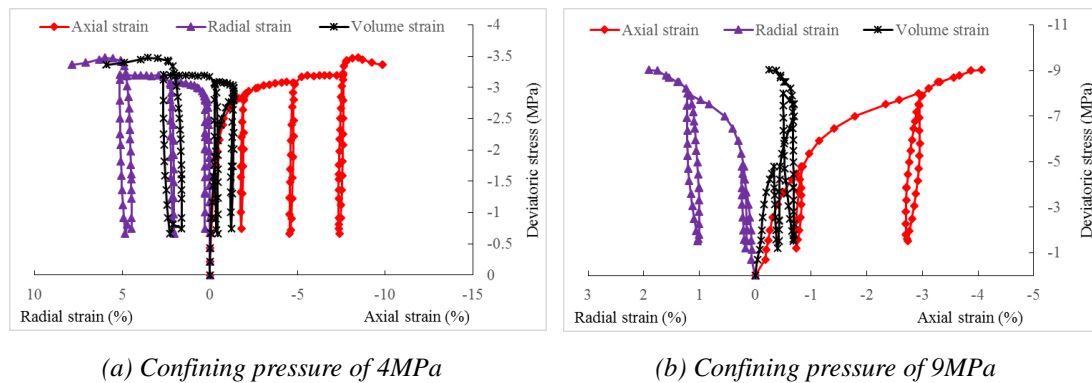 Axial strain Radial strain Volume strain
-4
-3.5
-3
-2.5
-2
-1.5
-1
-0.5
0
Deviatoric stress (MPa)
10 5 0 -5 -10 -15
Radial strain (%) Axial strain (%)
(a) Confining pressure of 4MPa
Axial strain Radial strain Volume strain
-11
-9
-7
-5
-3
-1
Deviatoric stress (MPa)
3 2 1 0 -1 -2 -3 -4 -5
Radial strain (%) Axial strain (%)
(b) Confining pressure of 9MPa